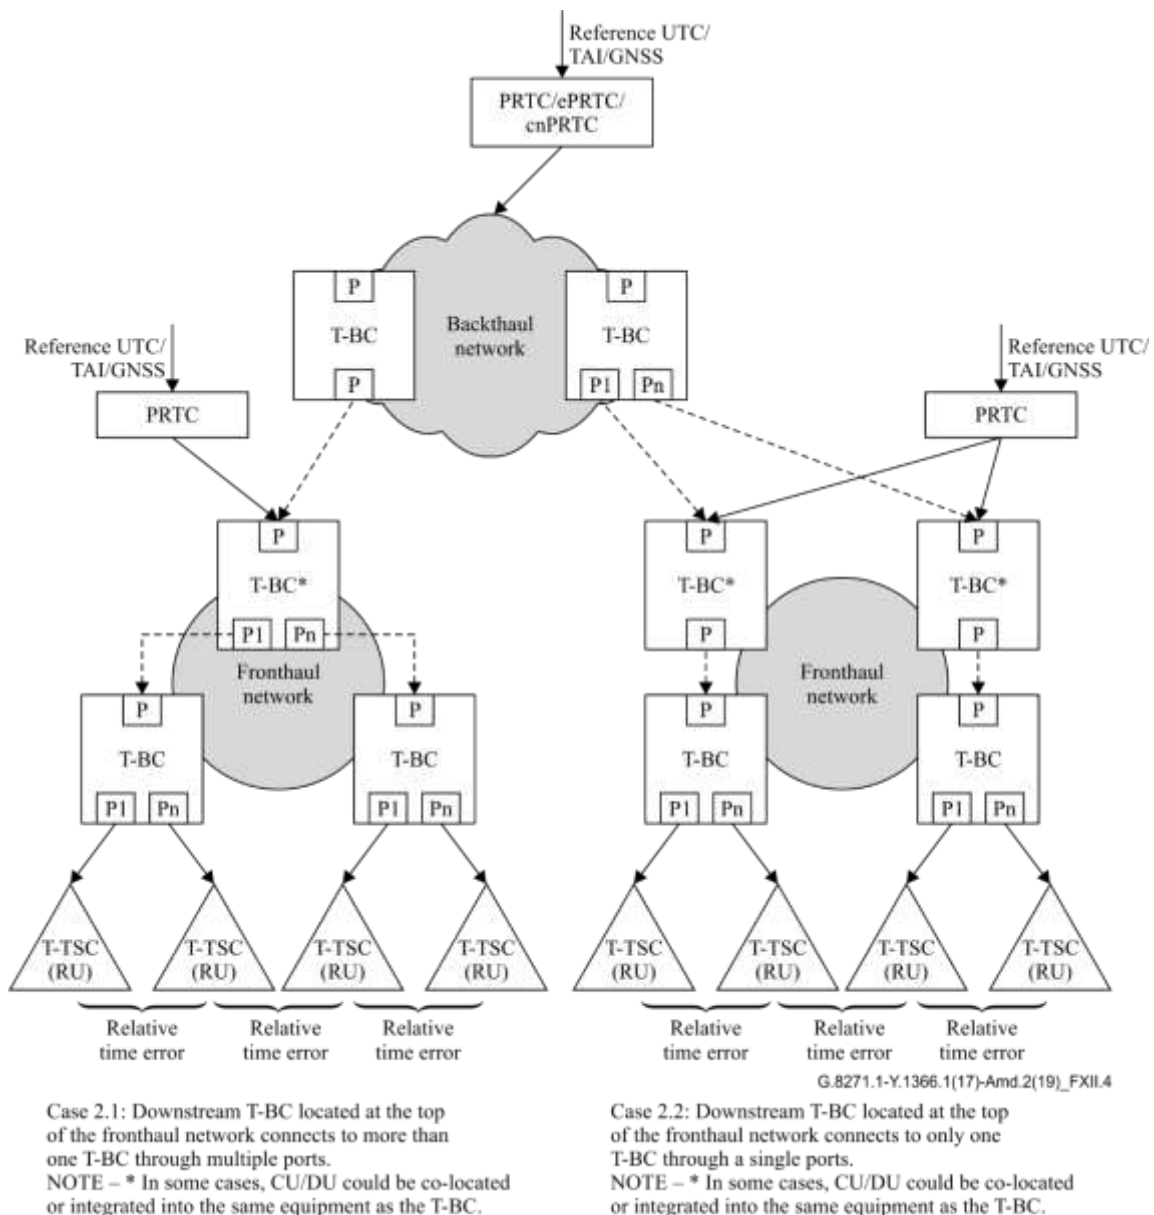 Reference UTC/
TAI/GNSS
PRTC/ePRTC/
cnPRTC
P
T-BC
P
Backthaul
network
P
T-BC
P1 Pn
Reference UTC/
TAI/GNSS
PRTC
Reference UTC/
TAI/GNSS
PRTC
P
T-BC*
P1 Pn
Fronthaul
network
P
T-BC
P1 Pn
P
T-BC
P1 Pn
P
T-BC*
P
P
T-BC*
P
Fronthaul
network
P
T-BC
P1 Pn
P
T-BC
P1 Pn
T-TSC
(RU)
T-TSC
(RU)
T-TSC
(RU)
T-TSC
(RU)
T-TSC
(RU)
T-TSC
(RU)
T-TSC
(RU)
T-TSC
(RU)
Relative
time error
Relative
time error
Relative
time error
Relative
time error
Relative
time error
Relative
time error
G.8271.1-Y.1366.1(17)-Amd.2(19)_FXII.4
Case 2.1: Downstream T-BC located at the top
of the fronthaul network connects to more than
one T-BC through multiple ports.
NOTE – * In some cases, CU/DU could be co-located
or integrated into the same equipment as the T-BC.
Case 2.2: Downstream T-BC located at the top
of the fronthaul network connects to only one
T-BC through a single ports.
NOTE – * In some cases, CU/DU could be co-located
or integrated into the same equipment as the T-BC.